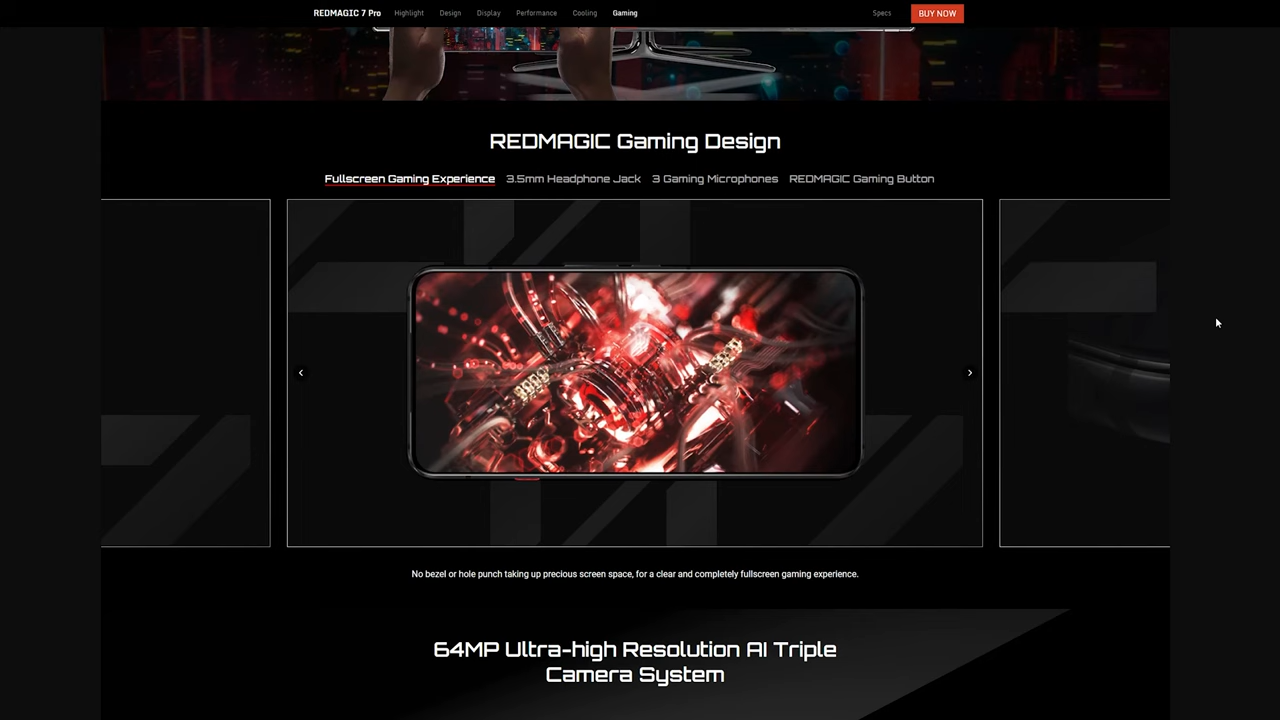 REDMAGIC 7 Pro Highlight Design Display Performance Cooling Gaming Specs BUY NOW
REDMAGIC Gaming Design
Fullscreen Gaming Experience 3.5mm Headphone Jack 3 Gaming Microphones REDMAGIC Gaming Button
No bezel or hole punch taking up precious screen space, for a clear and completely fullscreen gaming experience.
64MP Ultra-high Resolution AI Triple
Camera System